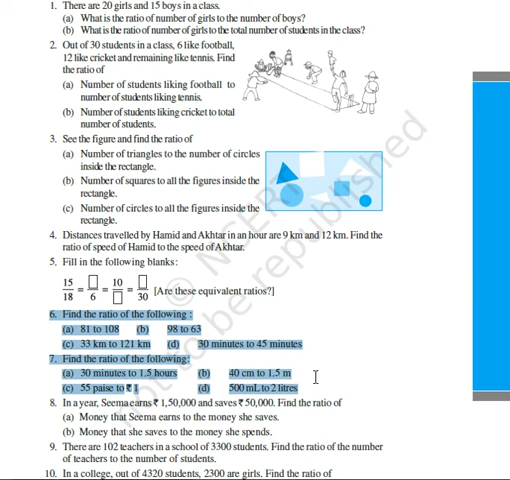 1. There are 20 girls and 15 boys in a class.
(a) What is the ratio of number of girls to the number of boys?
(b) What is the ratio of number of girls to the total number of students in the class?
2. Out of 30 students in a class, 6 like football,
12 like cricket and remaining like tennis. Find
the ratio of
(a) Number of students liking football to
number of students liking tennis.
(b) Number of students liking cricket to total
number of students.
3. See the figure and find the ratio of
(a) Number of triangles to the number of circles
inside the rectangle.
(b) Number of squares to all the figures inside the
rectangle.
(c) Number of circles to all the figures inside the
rectangle.
4. Distances travelled by Hamid and Akhtar in an hour are 9 km and 12 km. Find the
ratio of speed of Hamid to the speed of Akhtar.
5. Fill in the following blanks:
15/18 = □/6 = 10/□ = □/30 [Are these equivalent ratios?]
6. Find the ratio of the following :
(a) 81 to 108 (b) 98 to 63
(c) 33 km to 121 km (d) 30 minutes to 45 minutes
7. Find the ratio of the following:
(a) 30 minutes to 1.5 hours (b) 40 cm to 1.5 m
(c) 55 paise to ₹ 1 (d) 500 mL to 2 litres
8. In a year, Seema earns ₹ 1,50,000 and saves ₹ 50,000. Find the ratio of
(a) Money that Seema earns to the money she saves.
(b) Money that she saves to the money she spends.
9. There are 102 teachers in a school of 3300 students. Find the ratio of the number
of teachers to the number of students.
10. In a college, out of 4320 students, 2300 are girls. Find the ratio of
© NCERT
not to be republished